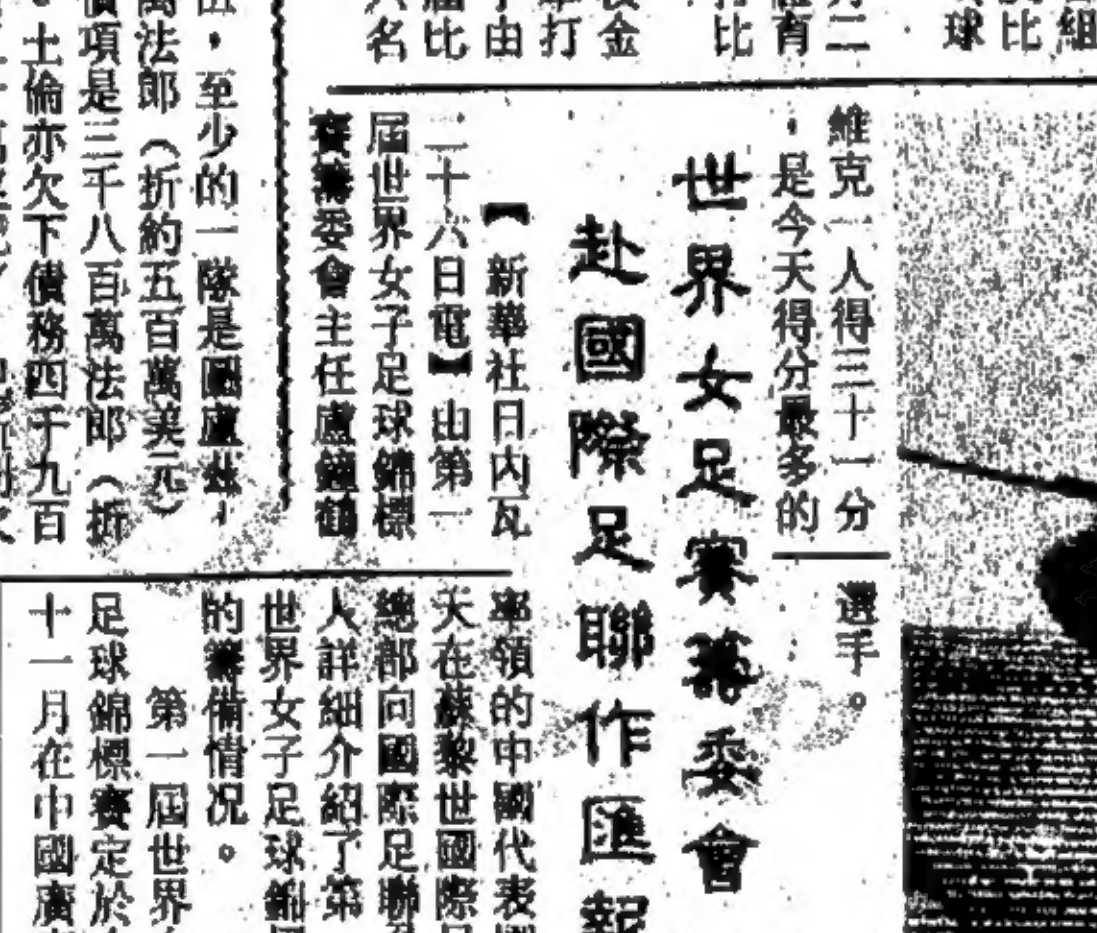 維克一人得三十一分
，是今天得分最多的
選手。
世界女足賽籌委會
赴國際足聯作匯報
【新華社日內瓦
二十六日電】由第一
屆世界女子足球錦標
賽籌委會主任盧鐘鶴
率領的中國代表團
天在蘇黎世國際足
總部向國際足聯
人詳細介紹了第
世界女子足球錦
的籌備情況。
第一屆世界
足球錦標賽定於
十一月在中國廣
伍，至少的一隊是圖盧茲，
萬法郎（折約五百萬美元）
債項是三千八百萬法郎（折
。土倫亦欠下債務四千九百
組
比
球
二
育
比
金
打
由
比
名